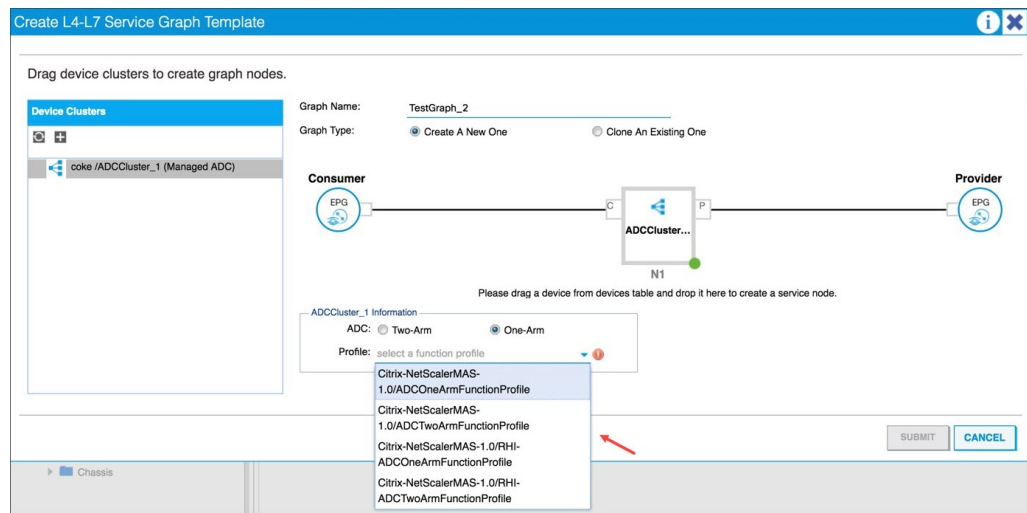 Create L4-L7 Service Graph Template
i
Drag device clusters to create graph nodes.
Device Clusters
coke /ADCCluster_1 (Managed ADC)
Graph Name:
TestGraph_2
Graph Type:
Create A New One
Clone An Existing One
Consumer
EPG
C
P
ADCCluster...
N1
Provider
EPG
Please drag a device from devices table and drop it here to create a service node.
ADCCluster_1 Information
ADC:
Two-Arm
One-Arm
Profile:
select a function profile
!
Citrix-NetScalerMAS-
1.0/ADCOneArmFunctionProfile
Citrix-NetScalerMAS-
1.0/ADCTwoArmFunctionProfile
Citrix-NetScalerMAS-1.0/RHI-
ADCOneArmFunctionProfile
Citrix-NetScalerMAS-1.0/RHI-
ADCTwoArmFunctionProfile
SUBMIT
CANCEL
Chassis